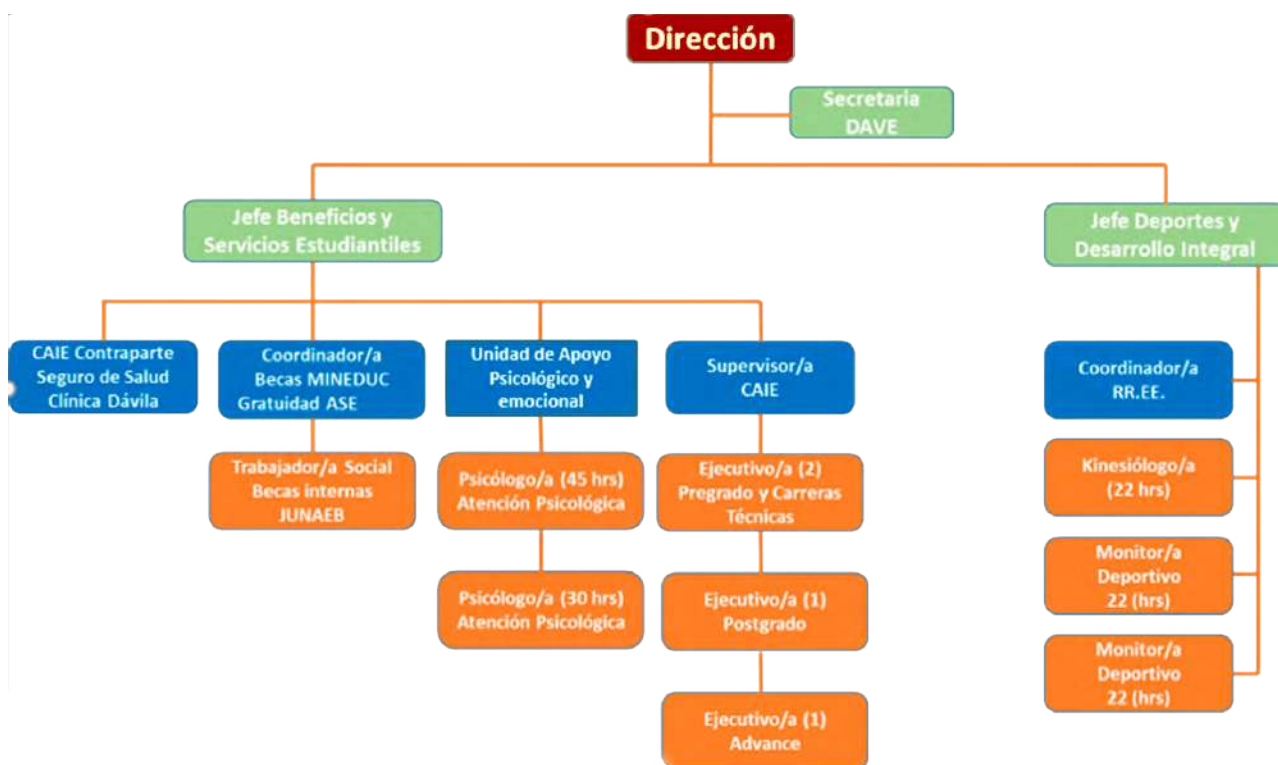 Dirección
Secretaria
DAVE
Jefe Beneficios y
Servicios Estudiantiles
Jefe Deportes y
Desarrollo Integral
CAIE Contraparte
Seguro de Salud
Clínica Dávila
Coordinador/a
Becas MINEDUC
Gratuidad ASE
Unidad de Apoyo
Psicológico y
emocional
Supervisor/a
CAIE
Coordinador/a
RR.EE.
Trabajador/a Social
Becas internas
JUNAEB
Psicólogo/a (45 hrs)
Atención Psicológica
Ejecutivo/a (2)
Pregrado y Carreras
Técnicas
Kinesiólogo/a
(22 hrs)
Psicólogo/a (30 hrs)
Atención Psicológica
Ejecutivo/a (1)
Postgrado
Monitor/a
Deportivo
22 (hrs)
Ejecutivo/a (1)
Advance
Monitor/a
Deportivo
22 (hrs)